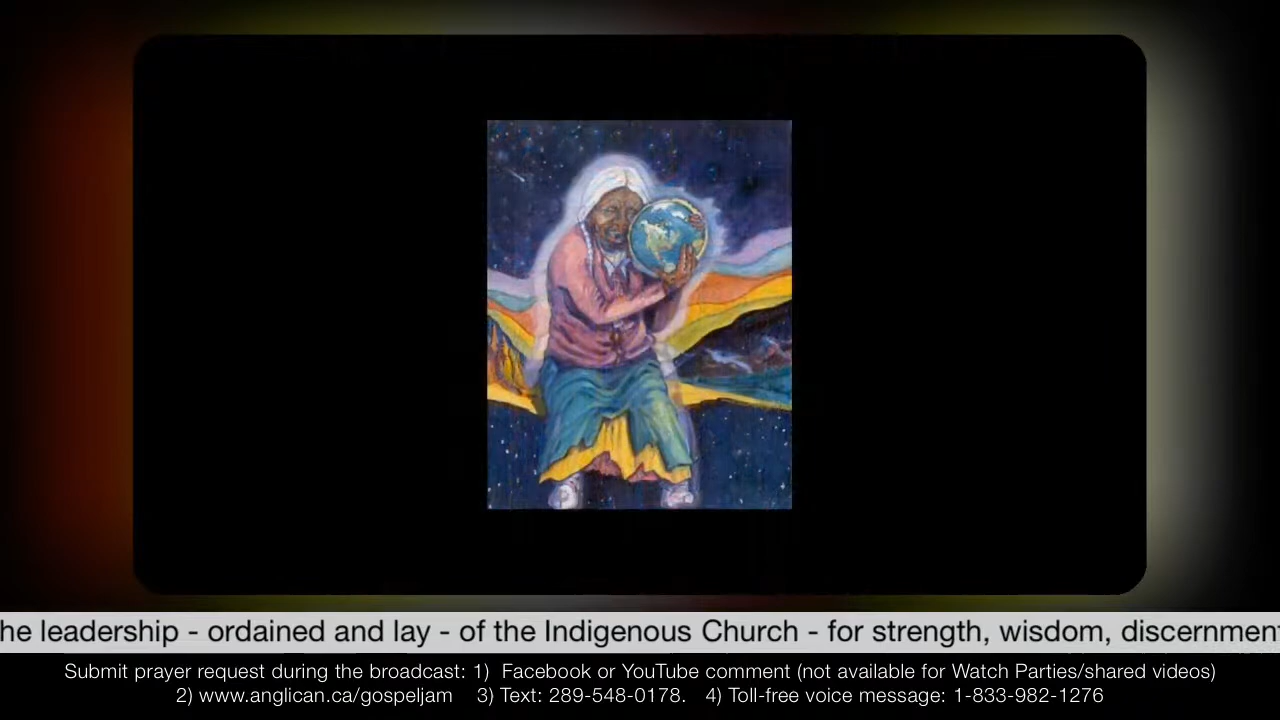 he leadership - ordained and lay - of the Indigenous Church - for strength, wisdom, discernment
Submit prayer request during the broadcast: 1) Facebook or YouTube comment (not available for Watch Parties/shared videos)
2) www.anglican.ca/gospeljam 3) Text: 289-548-0178. 4) Toll-free voice message: 1-833-982-1276